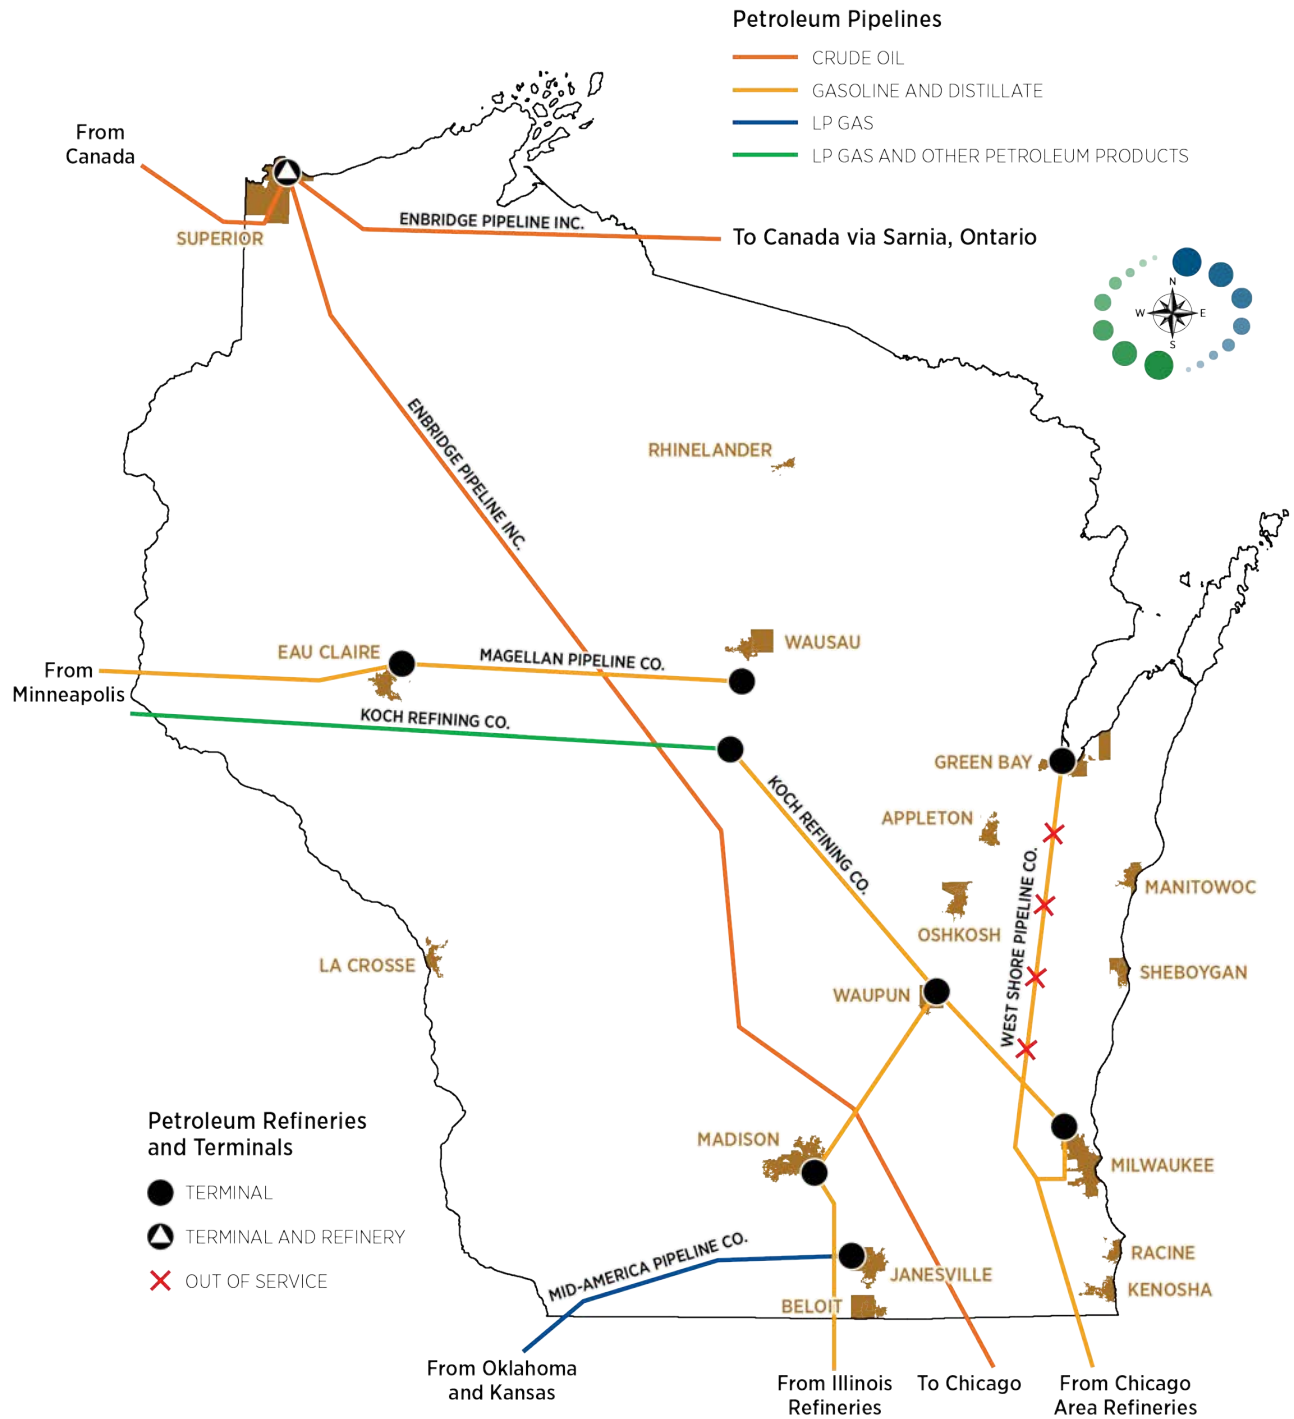 Petroleum Pipelines
CRUDE OIL
GASOLINE AND DISTILLATE
LP GAS
LP GAS AND OTHER PETROLEUM PRODUCTS
From
Canada
SUPERIOR
ENBRIDGE PIPELINE INC.
To Canada via Sarnia, Ontario
N
W
E
S
ENBRIDGE PIPELINE INC.
RHINELANDER
EAU CLAIRE
MAGELLAN PIPELINE CO.
WAUSAU
From
Minneapolis
KOCH REFINING CO.
GREEN BAY
KOCH REFINING CO.
APPLETON
WEST SHORE PIPELINE CO.
MANITOWOC
OSHKOSH
LA CROSSE
SHEBOYGAN
WAUPUN
Petroleum Refineries
and Terminals
TERMINAL
TERMINAL AND REFINERY
OUT OF SERVICE
MADISON
MILWAUKEE
MID-AMERICA PIPELINE CO.
RACINE
JANESVILLE
KENOSHA
BELOIT
From Oklahoma
and Kansas
From Illinois
Refineries
To Chicago
From Chicago
Area Refineries